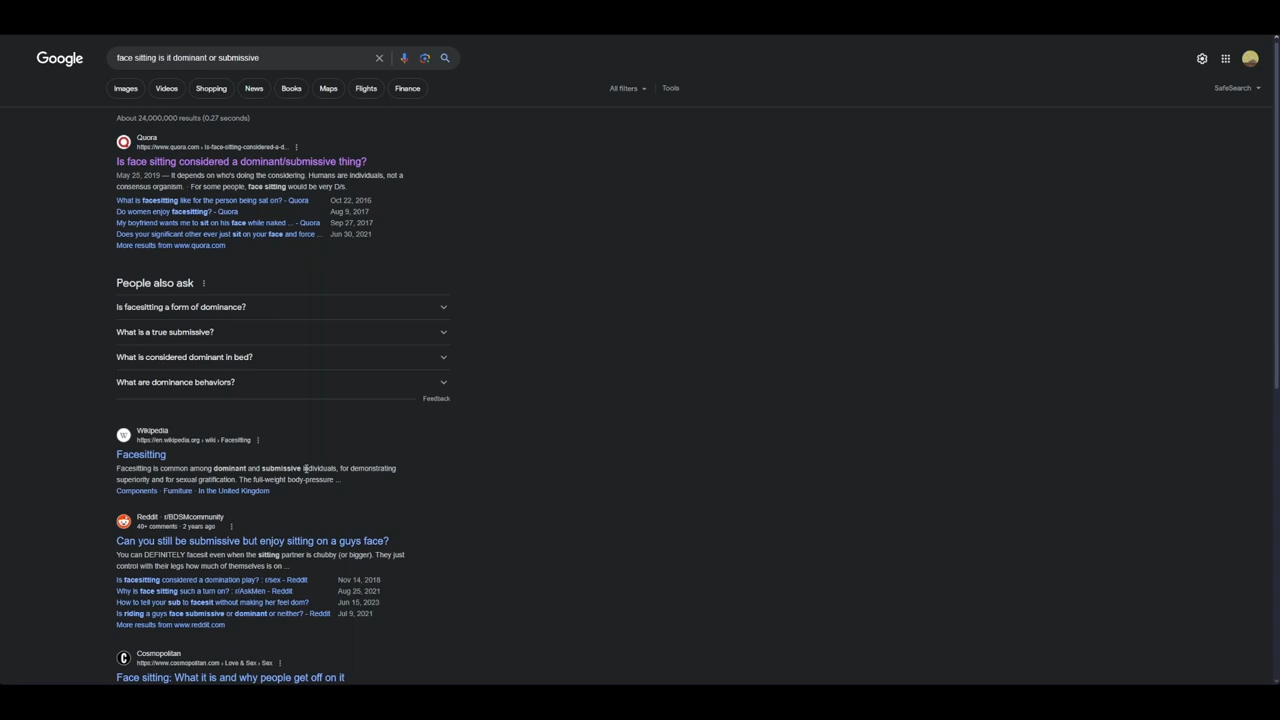 Google
face sitting is it dominant or submissive
Images Videos Shopping News Books Maps Flights Finance All filters Tools SafeSearch
About 24,000,000 results (0.27 seconds)
Quora
https://www.quora.com › is-face-sitting-considered-a-d...
Is face sitting considered a dominant/submissive thing?
May 25, 2019 — It depends on who's doing the considering. Humans are individuals, not a
consensus organism. · For some people, face sitting would be very D/s.
What is facesitting like for the person being sat on? - Quora Oct 22, 2016
Do women enjoy facesitting? - Quora Aug 9, 2017
My boyfriend wants me to sit on his face while naked ... - Quora Sep 27, 2017
Does your significant other ever just sit on your face and force ... Jun 30, 2021
More results from www.quora.com
People also ask
Is facesitting a form of dominance?
What is a true submissive?
What is considered dominant in bed?
What are dominance behaviors?
Feedback
W
Wikipedia
https://en.wikipedia.org › wiki › Facesitting
Facesitting
Facesitting is common among dominant and submissive individuals, for demonstrating
superiority and for sexual gratification. The full-weight body-pressure ...
Components · Furniture · In the United Kingdom
Reddit · r/BDSMcommunity
40+ comments · 2 years ago
Can you still be submissive but enjoy sitting on a guys face?
You can DEFINITELY facesit even when the sitting partner is chubby (or bigger). They just
control with their legs how much of themselves is on ...
Is facesitting considered a domination play? : r/sex - Reddit Nov 14, 2018
Why is face sitting such a turn on? : r/AskMen - Reddit Aug 25, 2021
How to tell your sub to facesit without making her feel dom? Jun 15, 2023
Is riding a guys face submissive or dominant or neither? - Reddit Jul 9, 2021
More results from www.reddit.com
C
Cosmopolitan
https://www.cosmopolitan.com › Love & Sex › Sex
Face sitting: What it is and why people get off on it